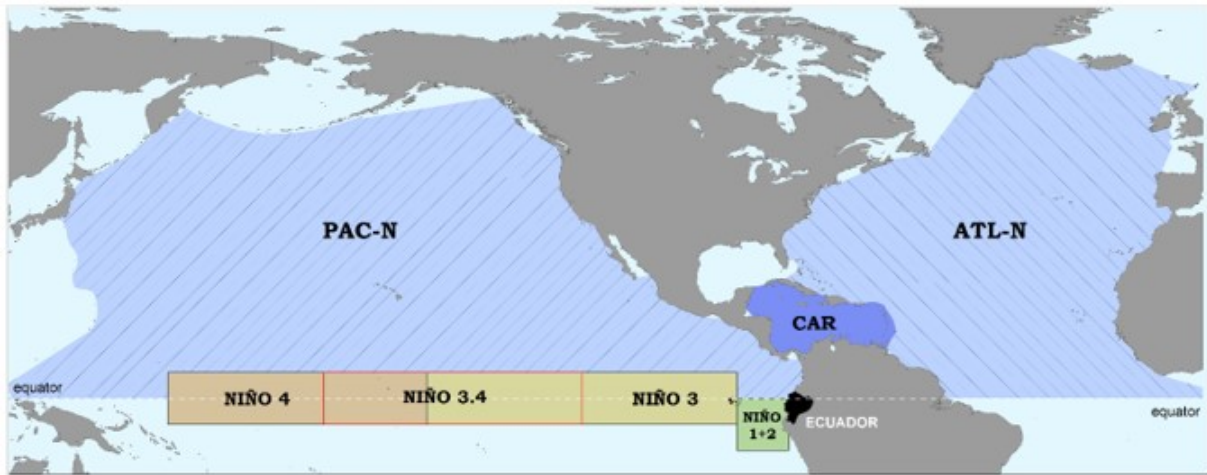 PAC-N
ATL-N
CAR
equator
NIÑO 4
NIÑO 3.4
NIÑO 3
NIÑO
1+2
ECUADOR
equator